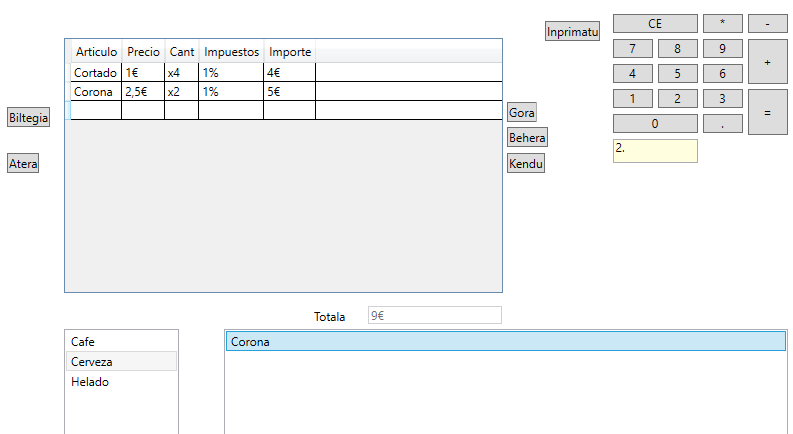 Inprimatu
CE * -
7 8 9
+
4 5 6
1 2 3
=
0 .
2.
Articulo Precio Cant Impuestos Importe
Cortado 1€ x4 1% 4€
Corona 2,5€ x2 1% 5€
Biltegia
Atera
Gora
Behera
Kendu
Totala 9€
Cafe
Cerveza
Helado
Corona